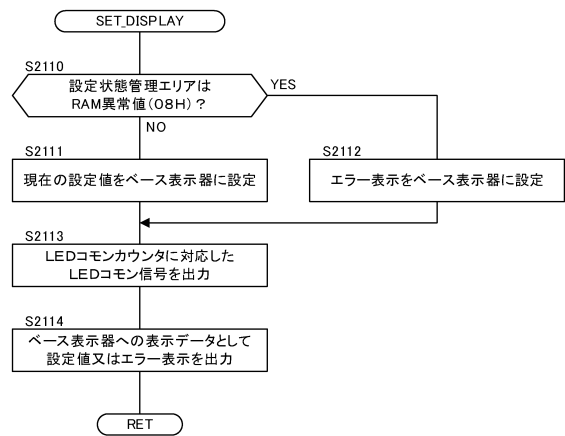 SET_DISPLAY
S2110
設定状態管理エリアは
RAM異常値(08H)？
YES
NO
S2111
現在の設定値をベース表示器に設定
S2112
エラー表示をベース表示器に設定
S2113
LEDコモンカウンタに対応した
LEDコモン信号を出力
S2114
ベース表示器への表示データとして
設定値又はエラー表示を出力
RET